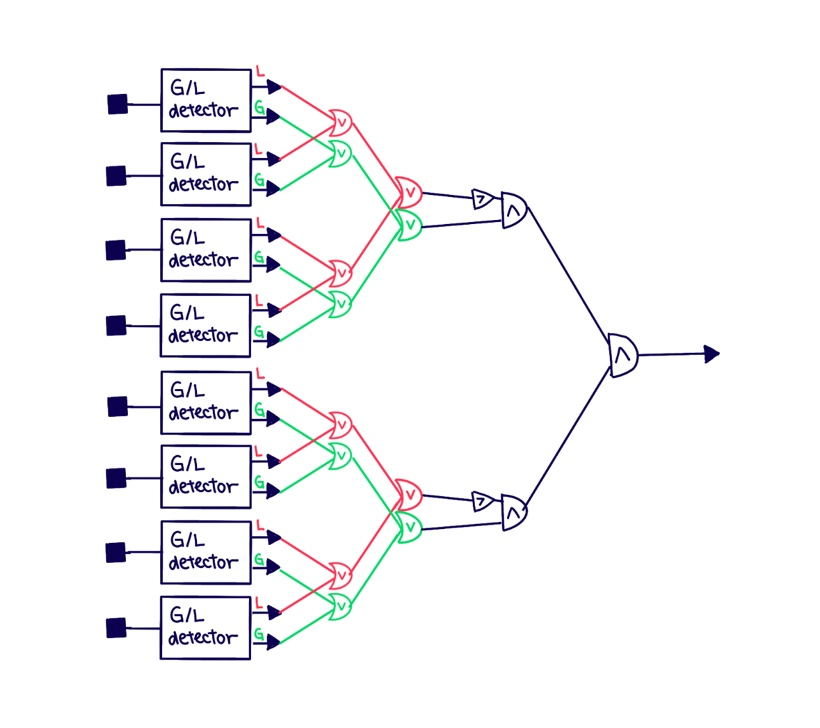 L
G/L
detector
G
V
V
L
G/L
detector
G
V
V
>
Λ
L
G/L
detector
G
V
V
L
G/L
detector
G
Λ
L
G/L
detector
G
V
V
L
G/L
detector
G
V
V
>
Λ
L
G/L
detector
G
V
V
L
G/L
detector
G